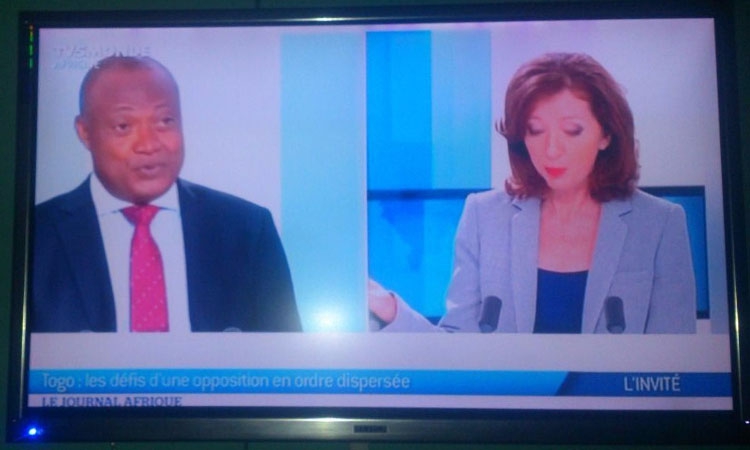 TV5MONDE
AFRIQUE
Togo : les défis d'une opposition en ordre dispersée
L'INVITÉ
LE JOURNAL AFRIQUE
SAMSUNG